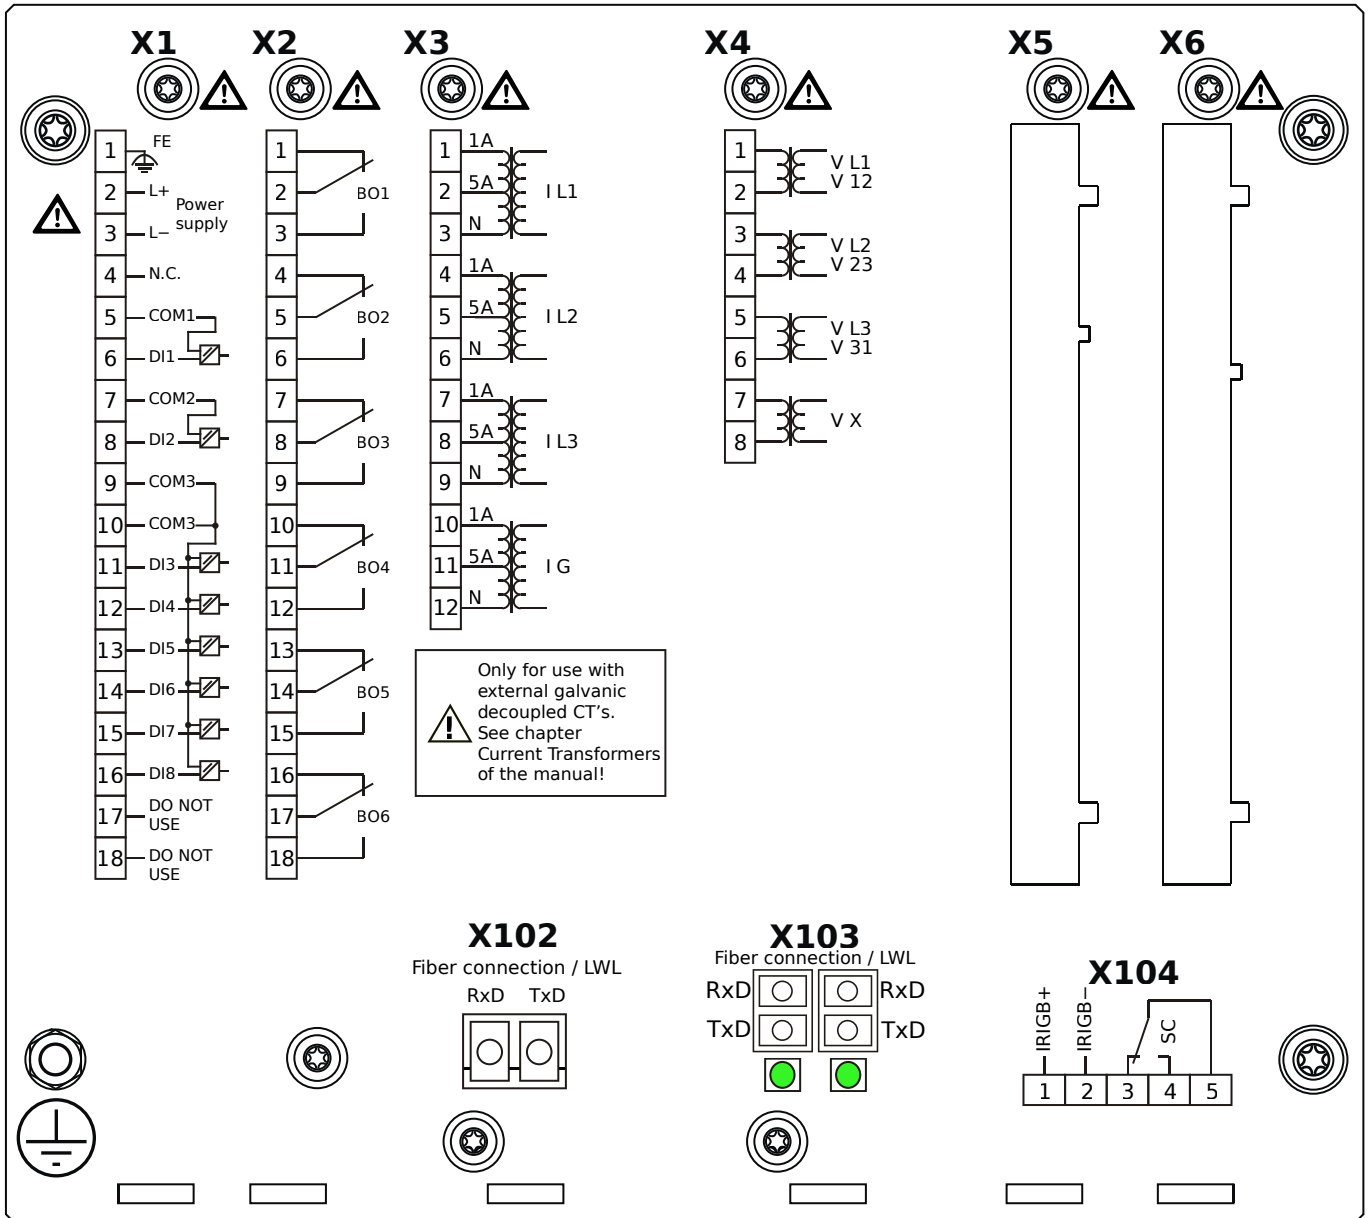 X1 X2 X3 X4 X5 X6
1 FE
2 L+
Power
supply
3 L−
4 N.C.
5 COM1
6 DI1
7 COM2
8 DI2
9 COM3
10 COM3
11 DI3
12 DI4
13 DI5
14 DI6
15 DI7
16 DI8
17 DO NOT
USE
18 DO NOT
USE
1
2 BO1
3
4
5 BO2
6
7
8 BO3
9
10
11 BO4
12
13
14 BO5
15
16
17 BO6
18
1 1A
2 5A I L1
3 N
4 1A
5 5A I L2
6 N
7 1A
8 5A I L3
9 N
10 1A
11 5A I G
12 N
Only for use with
external galvanic
decoupled CT's.
See chapter
Current Transformers
of the manual!
1 V L1
2 V 12
3 V L2
4 V 23
5 V L3
6 V 31
7 V X
8
X102
Fiber connection / LWL
RxD TxD
X103
Fiber connection / LWL
RxD RxD
TxD TxD
X104
IRIGB+
IRIGB−
SC
1 2 3 4 5